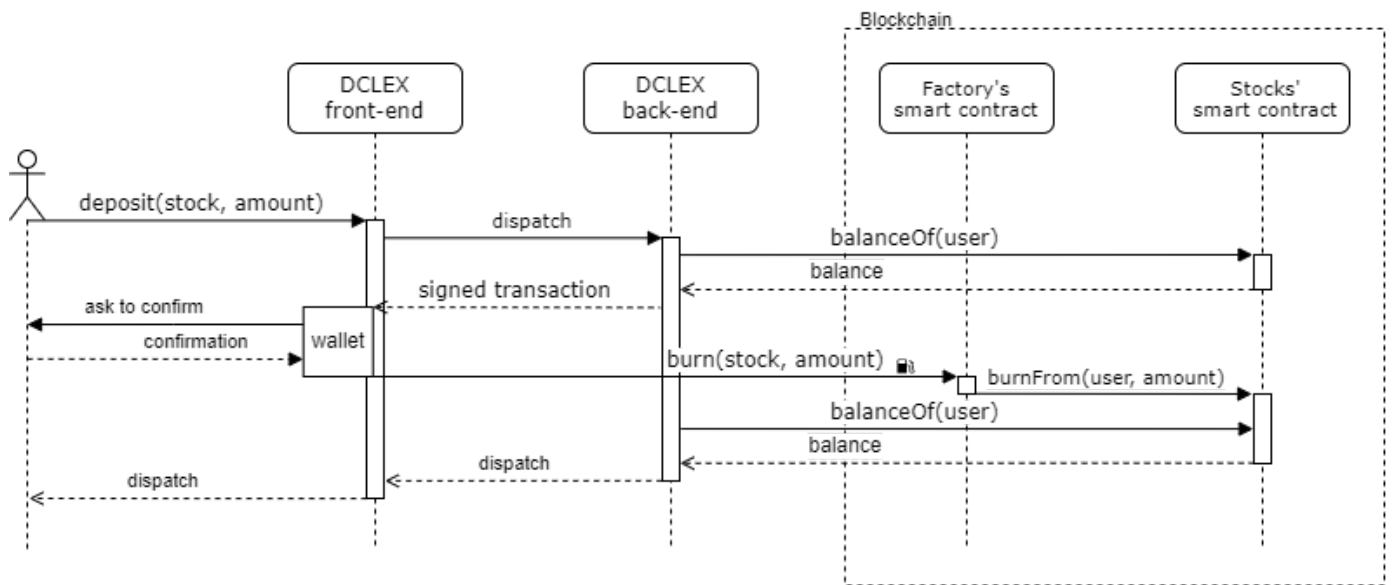 Blockchain
DCLEX
front-end
DCLEX
back-end
Factory's
smart contract
Stocks'
smart contract
deposit(stock, amount)
dispatch
balanceOf(user)
balance
signed transaction
ask to confirm
wallet
confirmation
burn(stock, amount)
burnFrom(user, amount)
balanceOf(user)
balance
dispatch
dispatch